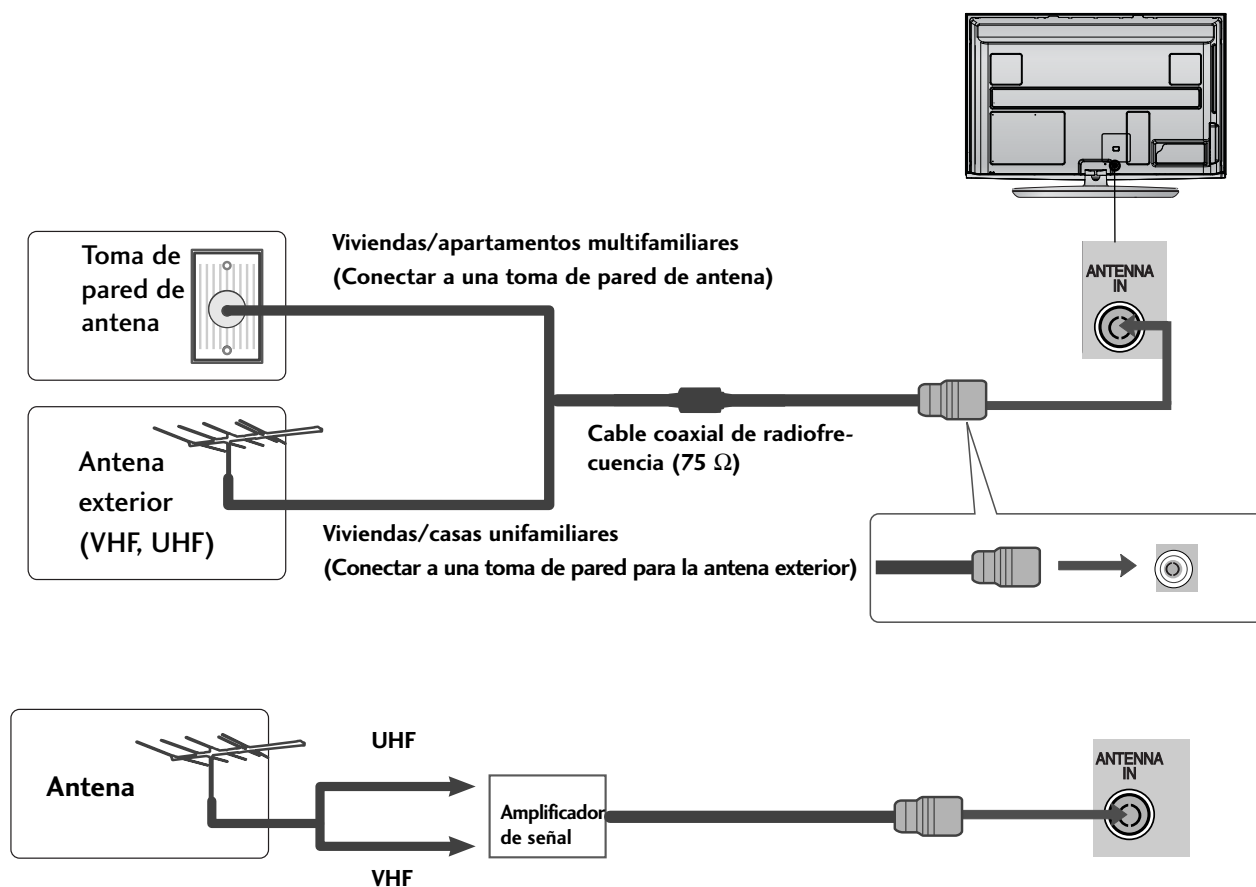 Toma de
pared de
antena
Viviendas/apartamentos multifamiliares
(Conectar a una toma de pared de antena)
ANTENNA
IN
Antena
exterior
(VHF, UHF)
Cable coaxial de radiofre-
cuencia (75 Ω)
Viviendas/casas unifamiliares
(Conectar a una toma de pared para la antena exterior)
Antena
UHF
VHF
Amplificador
de señal
ANTENNA
IN